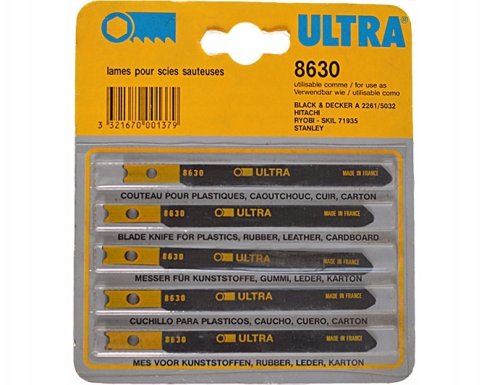 ULTRA®
lames pour scies sauteuses
8630
utilisable comme / for use as
Verwendbar wie / utilisable como
BLACK & DECKER A 2261/5032
HITACHI
RYOBI - SKIL 71935
STANLEY
3 321670 001379
8630 ULTRA MADE IN FRANCE
COUTEAU POUR PLASTIQUES, CAOUTCHOUC, CUIR, CARTON
8630 ULTRA MADE IN FRANCE
BLADE KNIFE FOR PLASTICS, RUBBER, LEATHER, CARDBOARD
8630 ULTRA MADE IN FRANCE
MESSER FÜR KUNSTSTOFFE, GUMMI, LEDER, KARTON
8630 ULTRA MADE IN FRANCE
CUCHILLO PARA PLASTICOS, CAUCHO, CUERO, CARTON
8630 ULTRA MADE IN FRANCE
MES VOOR KUNSTSTOFFEN, RUBBER, LEDER, KARTON